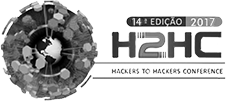 14ª EDIÇÃO 2017
H2HC
HACKERS TO HACKERS CONFERENCE